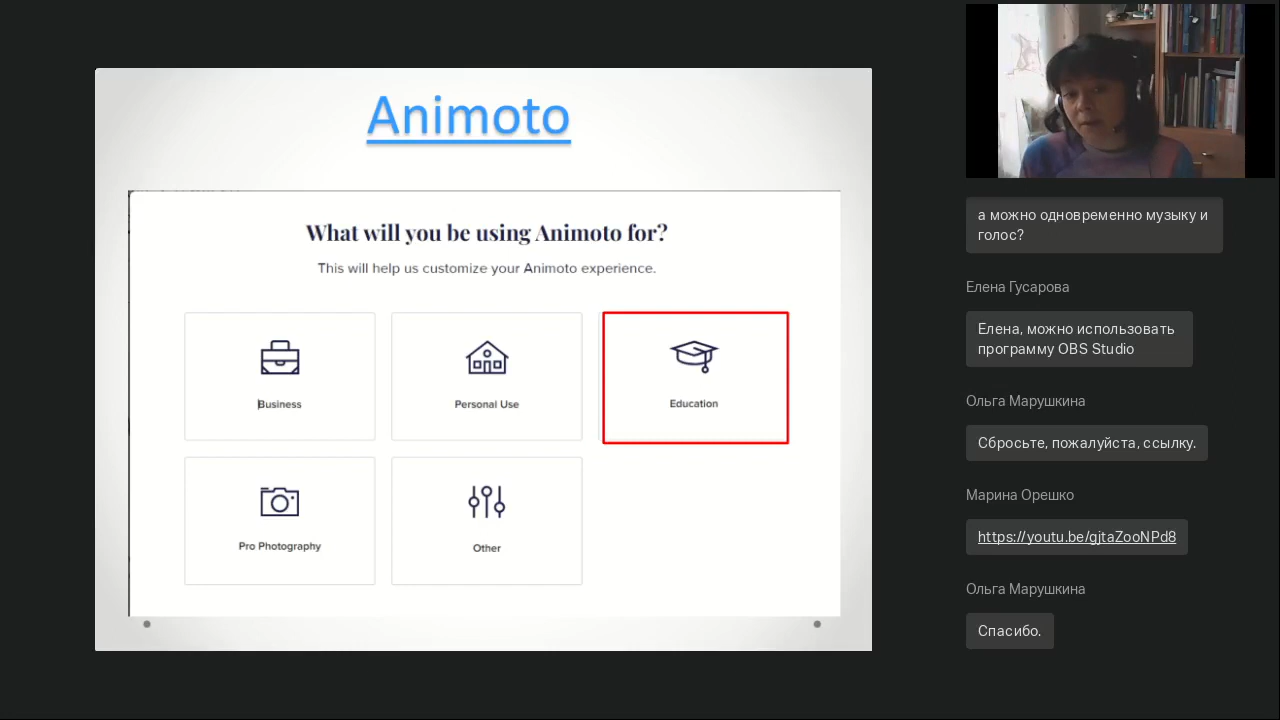 Animoto
What will you be using Animoto for?
This will help us customize your Animoto experience.
Business
Personal Use
Education
Pro Photography
Other
а можно одновременно музыку и
голос?
Елена Гусарова
Елена, можно использовать
программу OBS Studio
Ольга Марушкина
Сбросьте, пожалуйста, ссылку.
Марина Орешко
https://youtu.be/gjtaZooNPd8
Ольга Марушкина
Спасибо.